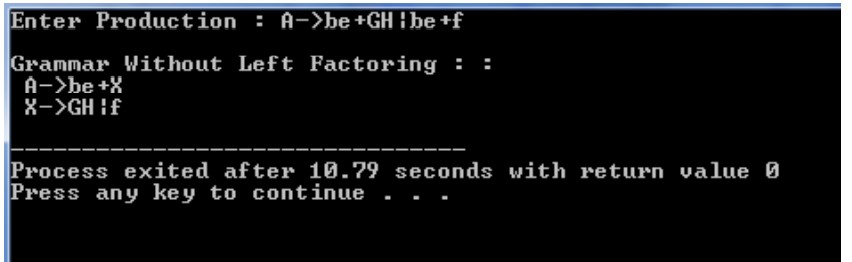 Enter Production : A->be+GH|be+f
Grammar Without Left Factoring : :
A->be+X
X->GH|f
--------------------------------
Process exited after 10.79 seconds with return value 0
Press any key to continue . . .